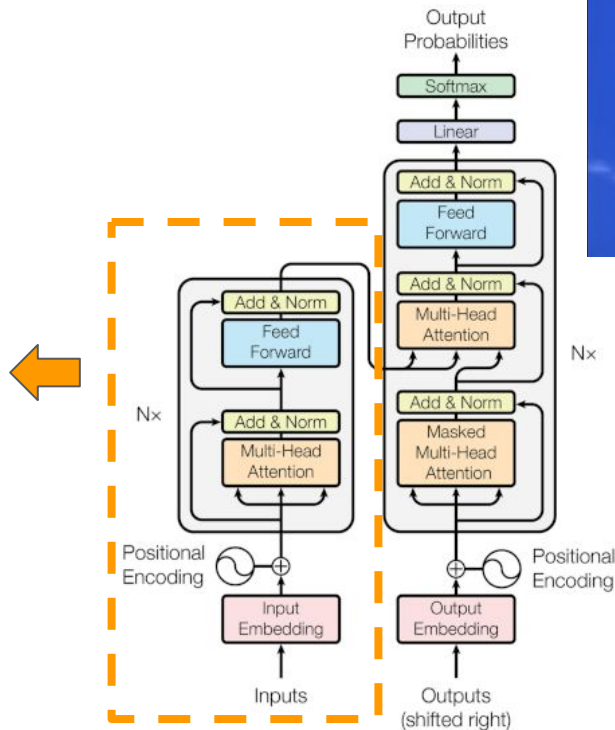 Output
Probabilities
Softmax
Linear
Add & Norm
Feed
Forward
Add & Norm
Multi-Head
Attention
Nx
Add & Norm
Masked
Multi-Head
Attention
Positional
Encoding
Output
Embedding
Outputs
(shifted right)
Add & Norm
Feed
Forward
Nx
Add & Norm
Multi-Head
Attention
Positional
Encoding
Input
Embedding
Inputs